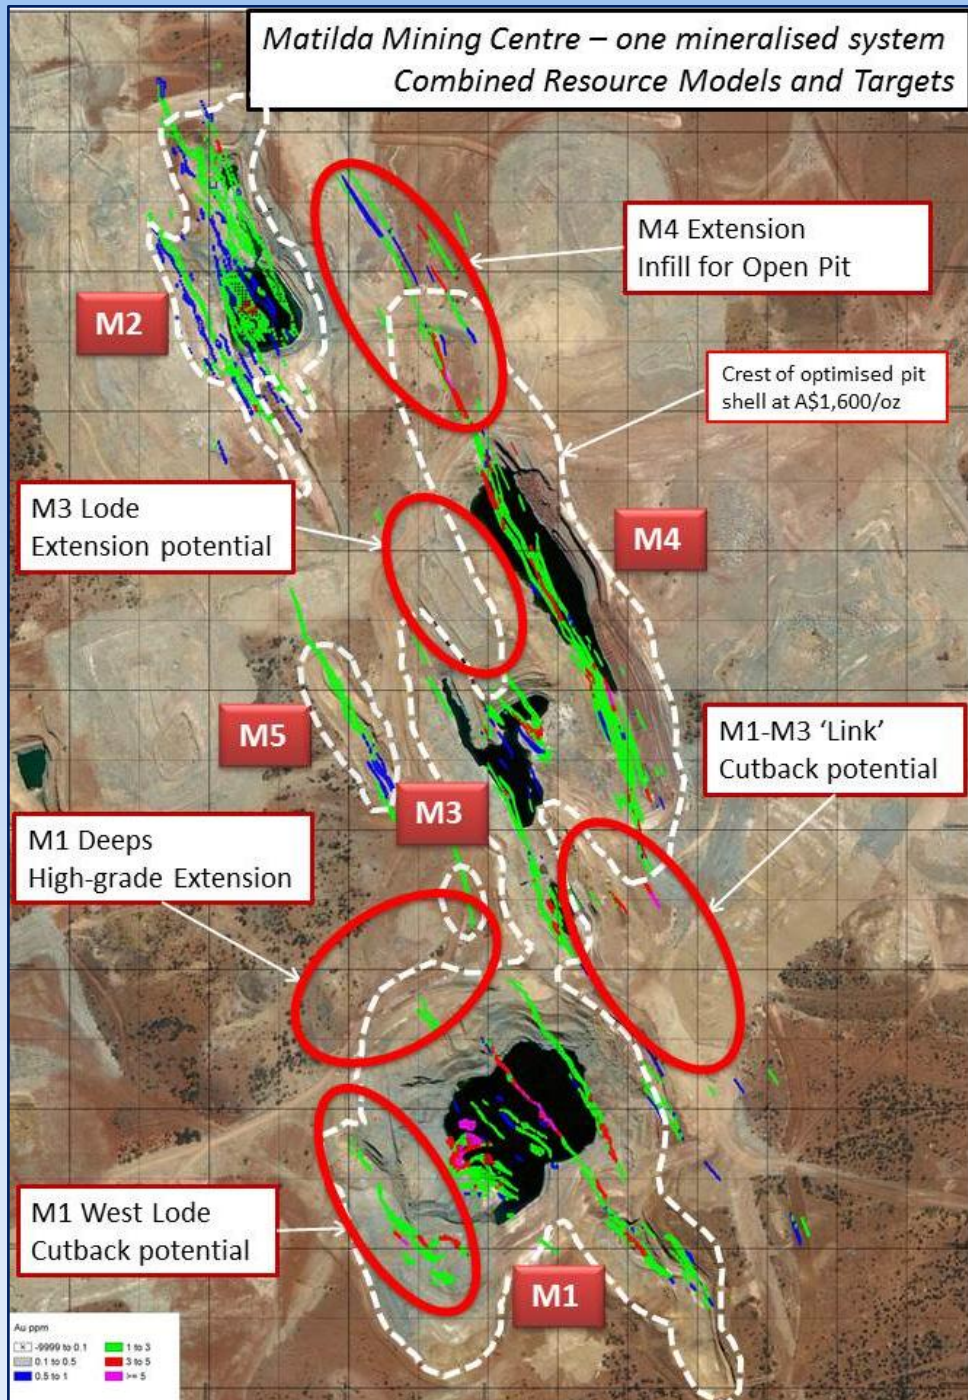 Matilda Mining Centre – one mineralised system
Combined Resource Models and Targets
M4 Extension
Infill for Open Pit
M2
Crest of optimised pit
shell at A$1,600/oz
M3 Lode
Extension potential
M4
M5
M1-M3 ‘Link’
Cutback potential
M3
M1 Deeps
High-grade Extension
M1 West Lode
Cutback potential
M1
Au ppm
-9999 to 0.1
0.1 to 0.5
0.5 to 1
1 to 3
3 to 5
>= 5